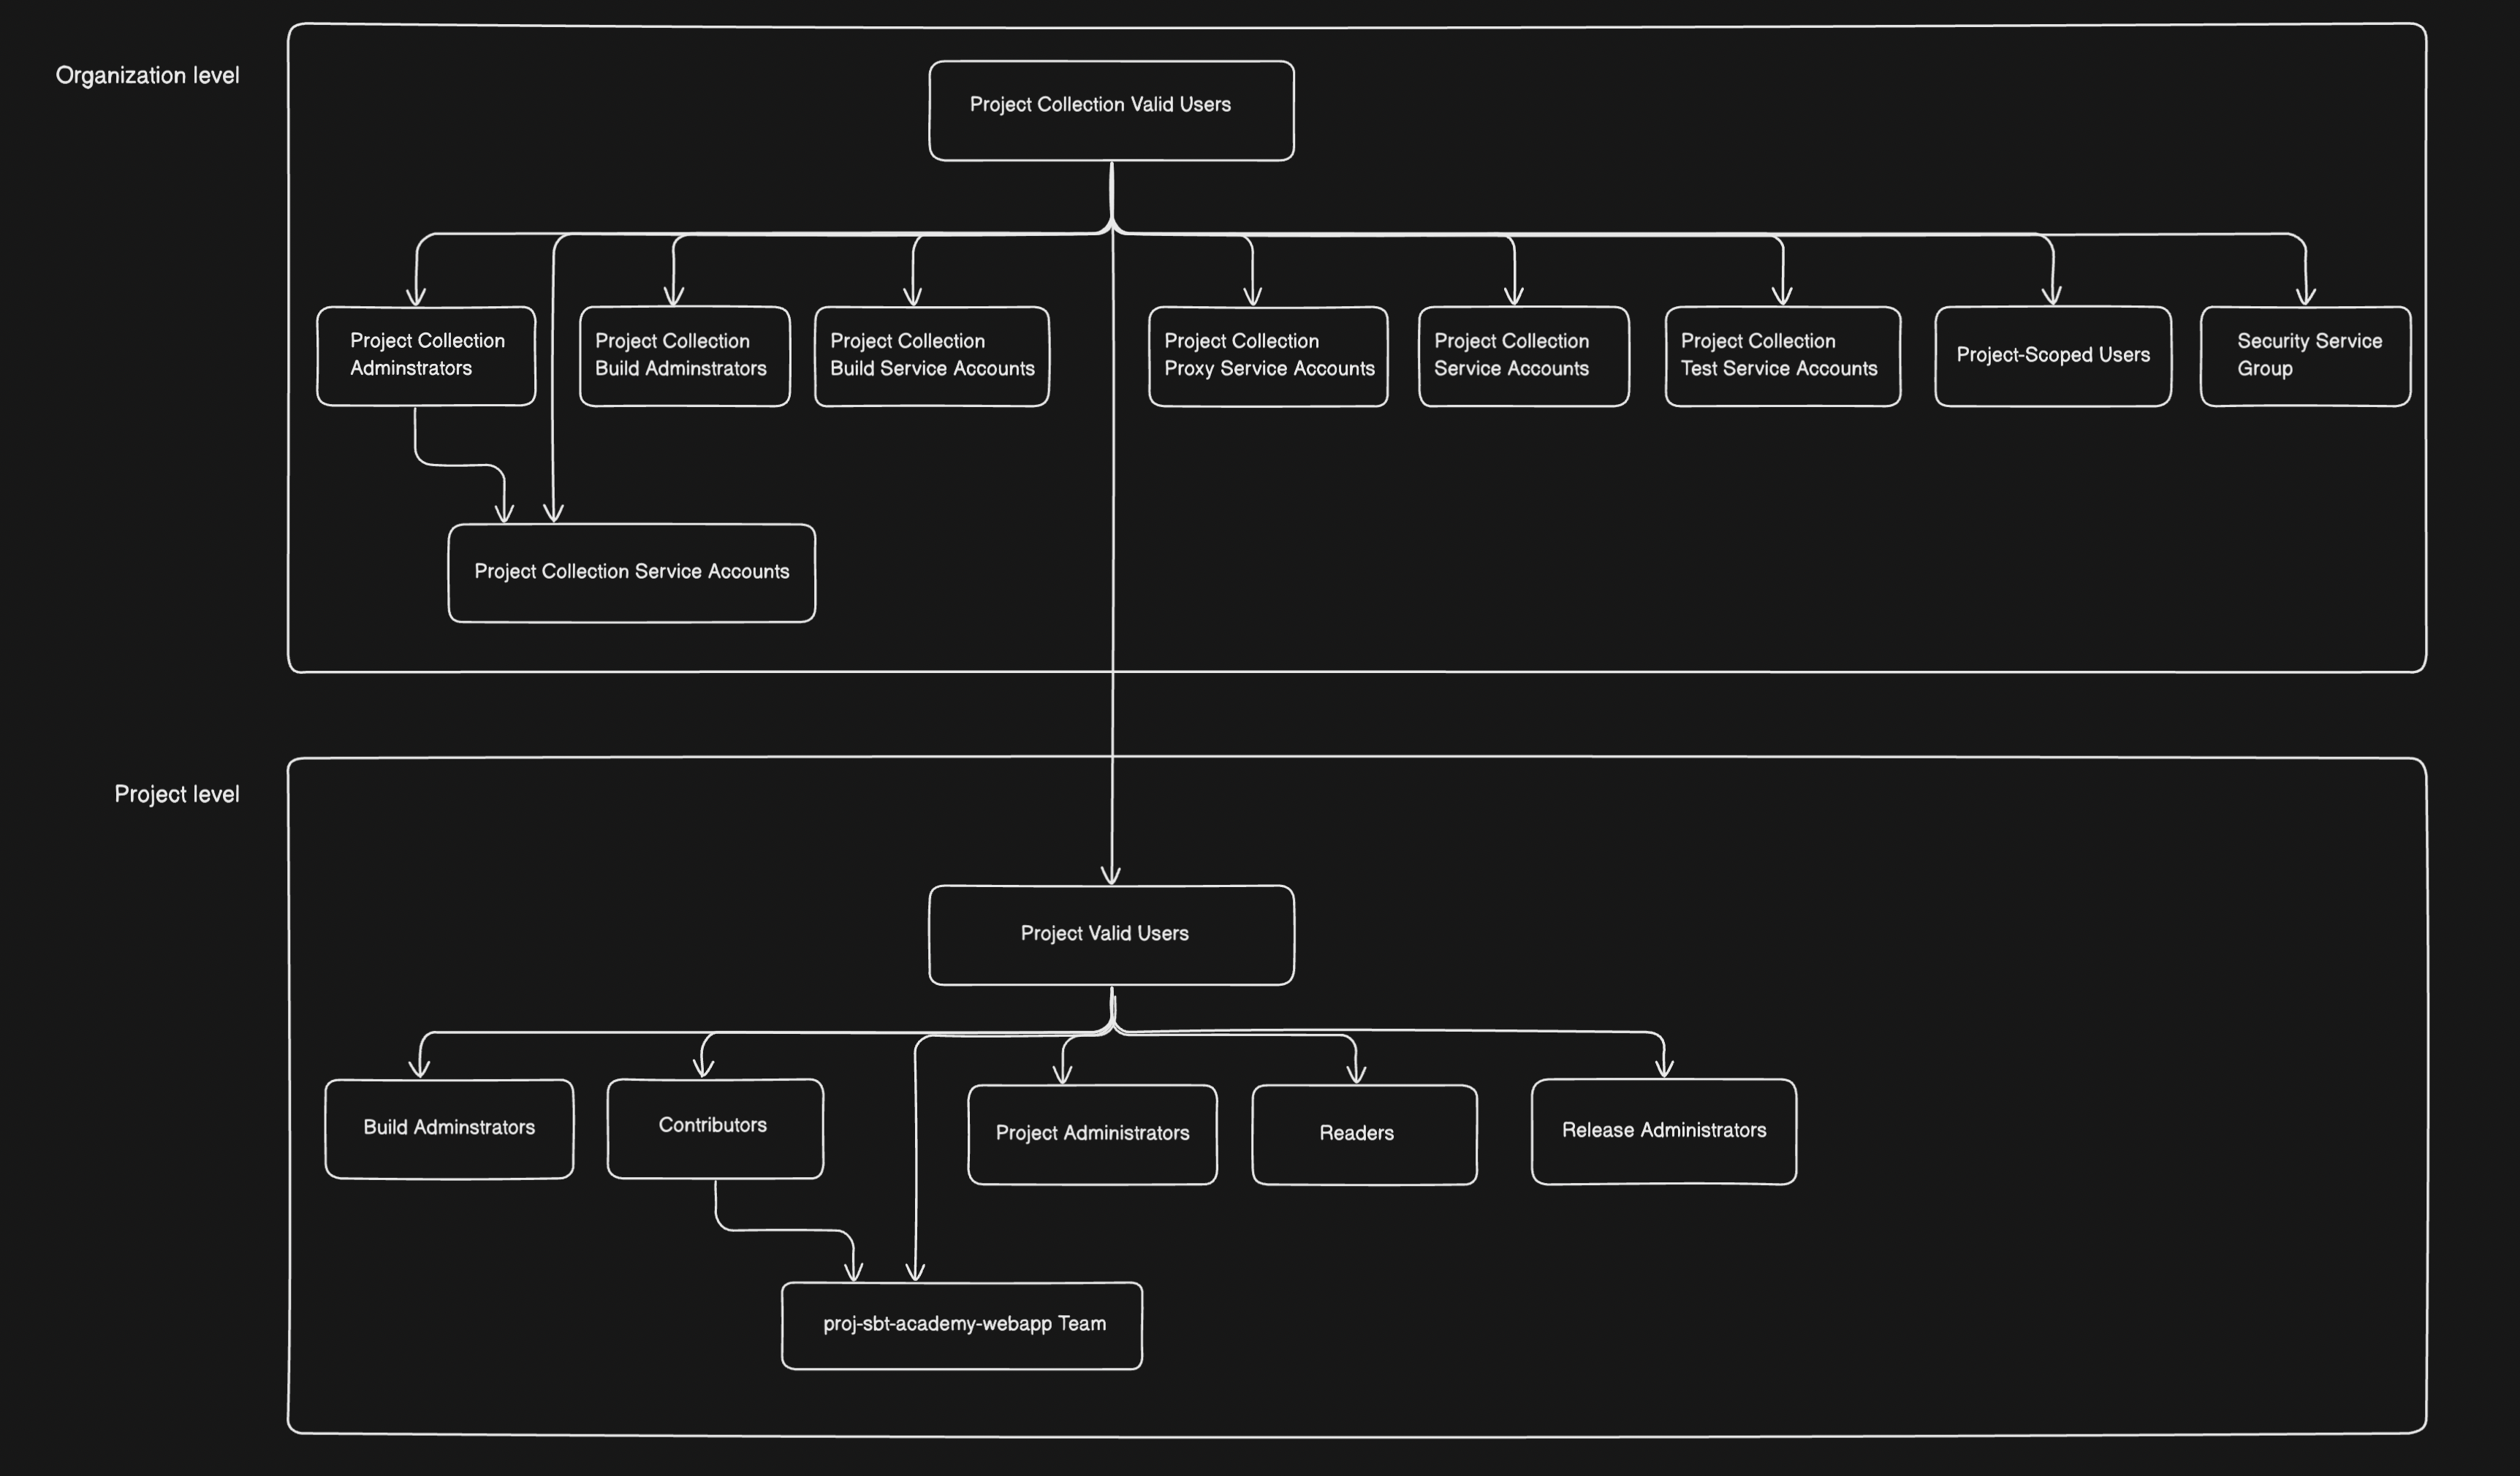 Organization level
Project Collection Valid Users
Project Collection
Adminstrators
Project Collection
Build Adminstrators
Project Collection
Build Service Accounts
Project Collection
Proxy Service Accounts
Project Collection
Service Accounts
Project Collection
Test Service Accounts
Project-Scoped Users
Security Service
Group
Project Collection Service Accounts
Project level
Project Valid Users
Build Adminstrators
Contributors
Project Administrators
Readers
Release Administrators
proj-sbt-academy-webapp Team